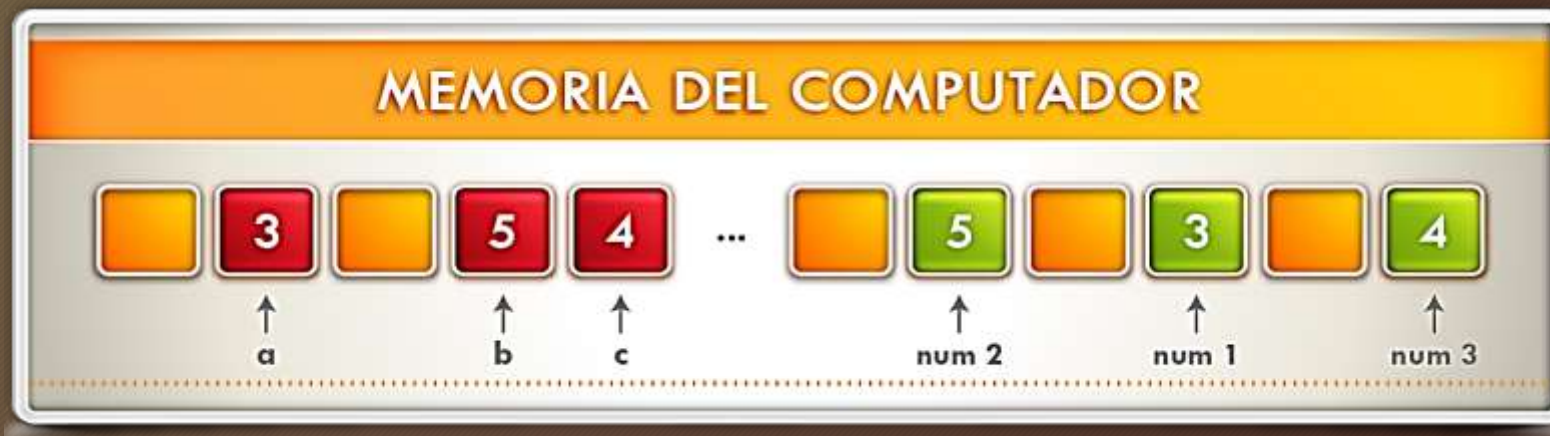 MEMORIA DEL COMPUTADOR
3 5 4 ... 5 3 4
a b c num 2 num 1 num 3